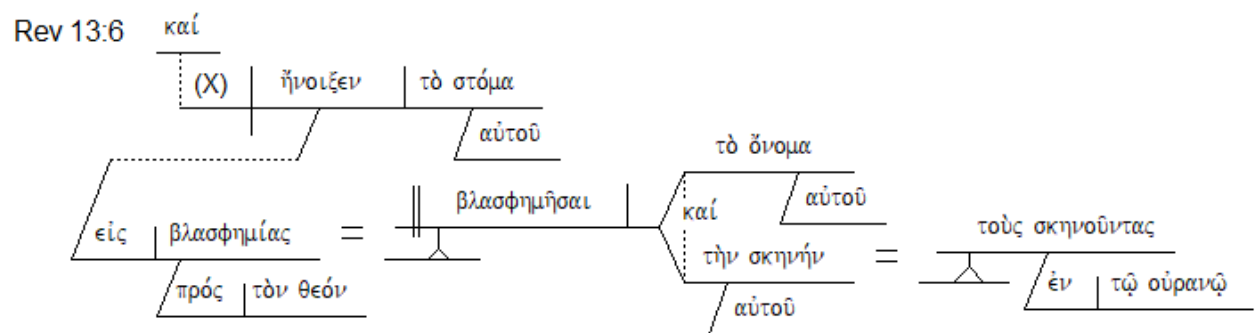 Rev 13:6 καί
(X) ἤνοιξεν τὸ στόμα
αὐτοῦ
τὸ ὄνομα
βλασφημῆσαι καί αὐτοῦ
εἰς βλασφημίας = τὴν σκηνήν = τοὺς σκηνοῦντας
πρός τὸν θεόν αὐτοῦ ἐν τῷ οὐρανῷ